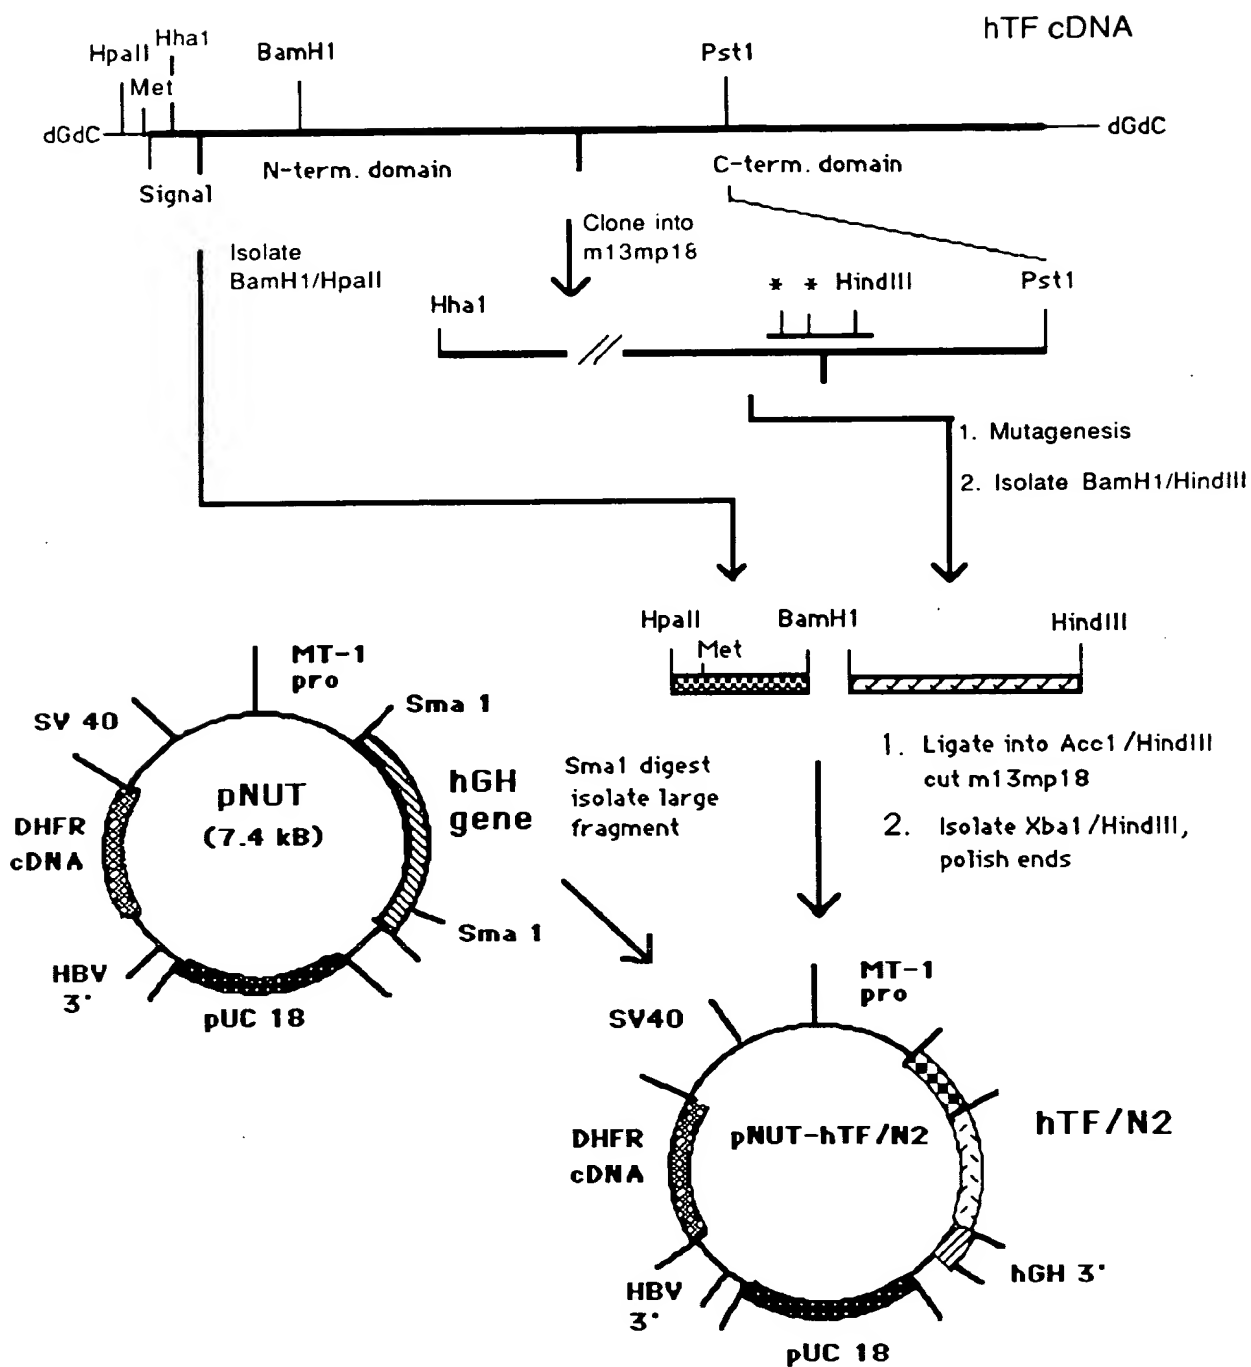 hTF cDNA
HpaII
Hha1
BamH1
Pst1
Met
dGdC
dGdC
Signal
N-term. domain
C-term. domain
Isolate
BamH1/HpaII
Clone into
m13mp18
Hha1
* * HindIII
Pst1
1. Mutagenesis
2. Isolate BamH1/HindIII
HpaII
BamH1
HindIII
Met
MT-1
pro
SV 40
Sma 1
pNUT
(7.4 kB)
hGH
gene
DHFR
cDNA
Sma 1
HBV
3'
pUC 18
Sma1 digest
isolate large
fragment
1. Ligate into Acc1/HindIII
cut m13mp18
2. Isolate Xba1/HindIII,
polish ends
MT-1
pro
SV40
DHFR
cDNA
pNUT-hTF/N2
hTF/N2
HBV
3'
hGH 3'
pUC 18